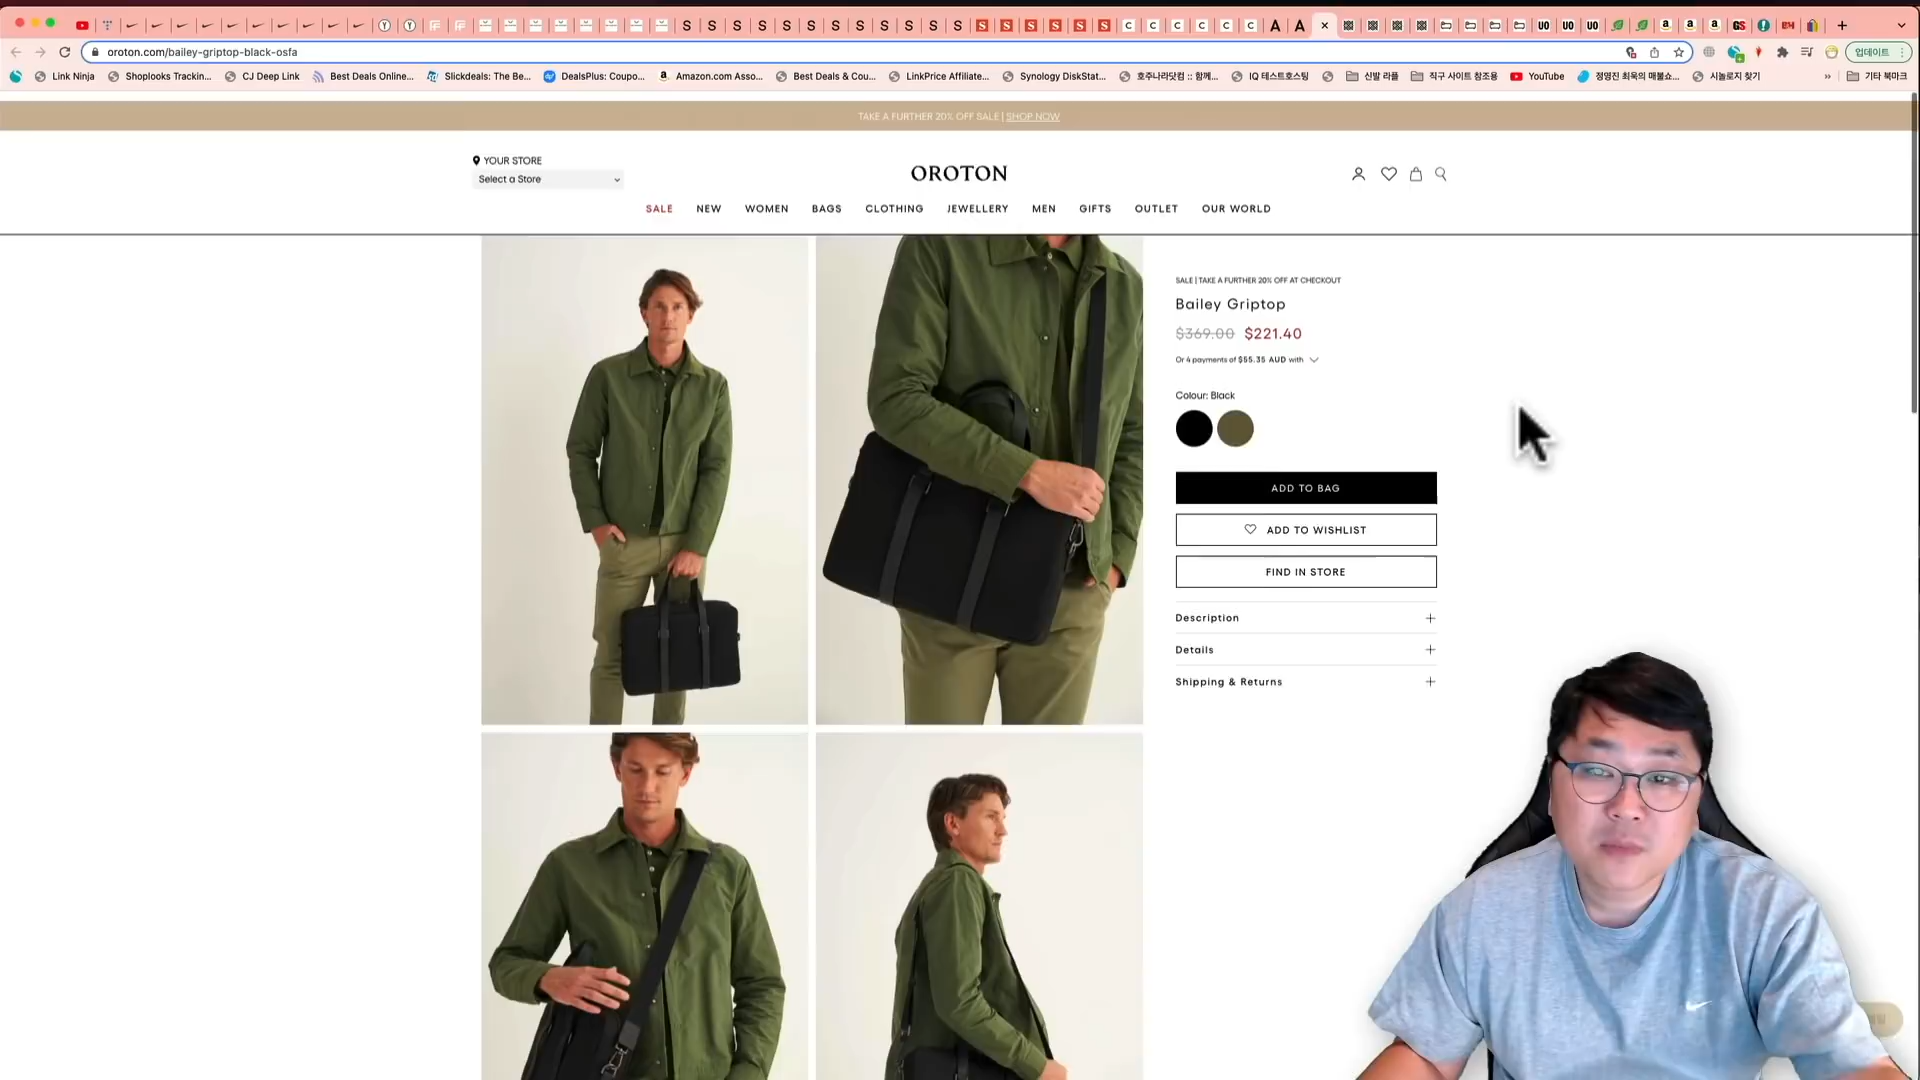 oroton.com/bailey-griptop-black-osfa
업데이트
Link Ninja
Shoplooks Trackin...
CJ Deep Link
Best Deals Online...
Slickdeals: The Be...
DealsPlus: Coupo...
Amazon.com Asso...
Best Deals & Cou...
LinkPrice Affiliate...
Synology DiskStat...
호주나라닷컴 :: 함께...
IQ 테스트호스팅
신발 라플
직구 사이트 참조용
YouTube
정영진 최욱의 매불쇼...
시놀로지 찾기
기타 북마크
TAKE A FURTHER 20% OFF SALE | SHOP NOW
YOUR STORE
Select a Store
OROTON
SALE NEW WOMEN BAGS CLOTHING JEWELLERY MEN GIFTS OUTLET OUR WORLD
SALE | TAKE A FURTHER 20% OFF AT CHECKOUT
Bailey Griptop
$369.00 $221.40
Or 4 payments of $55.35 AUD with
Colour: Black
ADD TO BAG
ADD TO WISHLIST
FIND IN STORE
Description
Details
Shipping & Returns